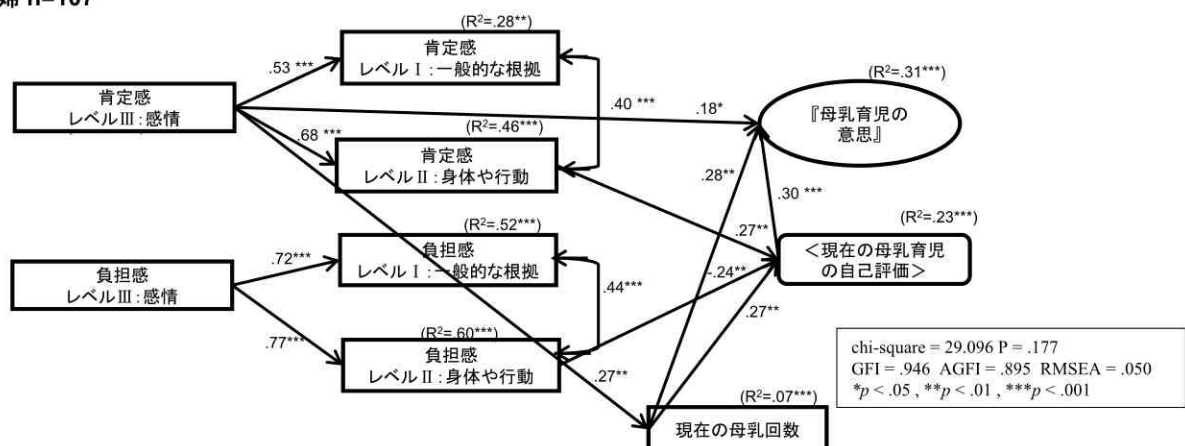 婦 n=107
(R²=.28**)
肯定感
レベルⅠ:一般的な根拠
.53 ***
肯定感
レベルⅢ:感情
.40 ***
.18*
(R²=.31***)
『母乳育児の
意思』
.68 ***
(R²=.46***)
肯定感
レベルⅡ:身体や行動
.28**
.30 ***
(R²=.23***)
<現在の母乳育児
の自己評価>
.27**
(R²=.52***)
負担感
レベルⅠ:一般的な根拠
.72***
負担感
レベルⅢ:感情
-.24**
.44***
.27**
.77***
(R²=.60***)
負担感
レベルⅡ:身体や行動
.27**
chi-square = 29.096 P = .177
GFI = .946 AGFI = .895 RMSEA = .050
*p < .05 , **p < .01 , ***p < .001
(R²=.07***)
現在の母乳回数